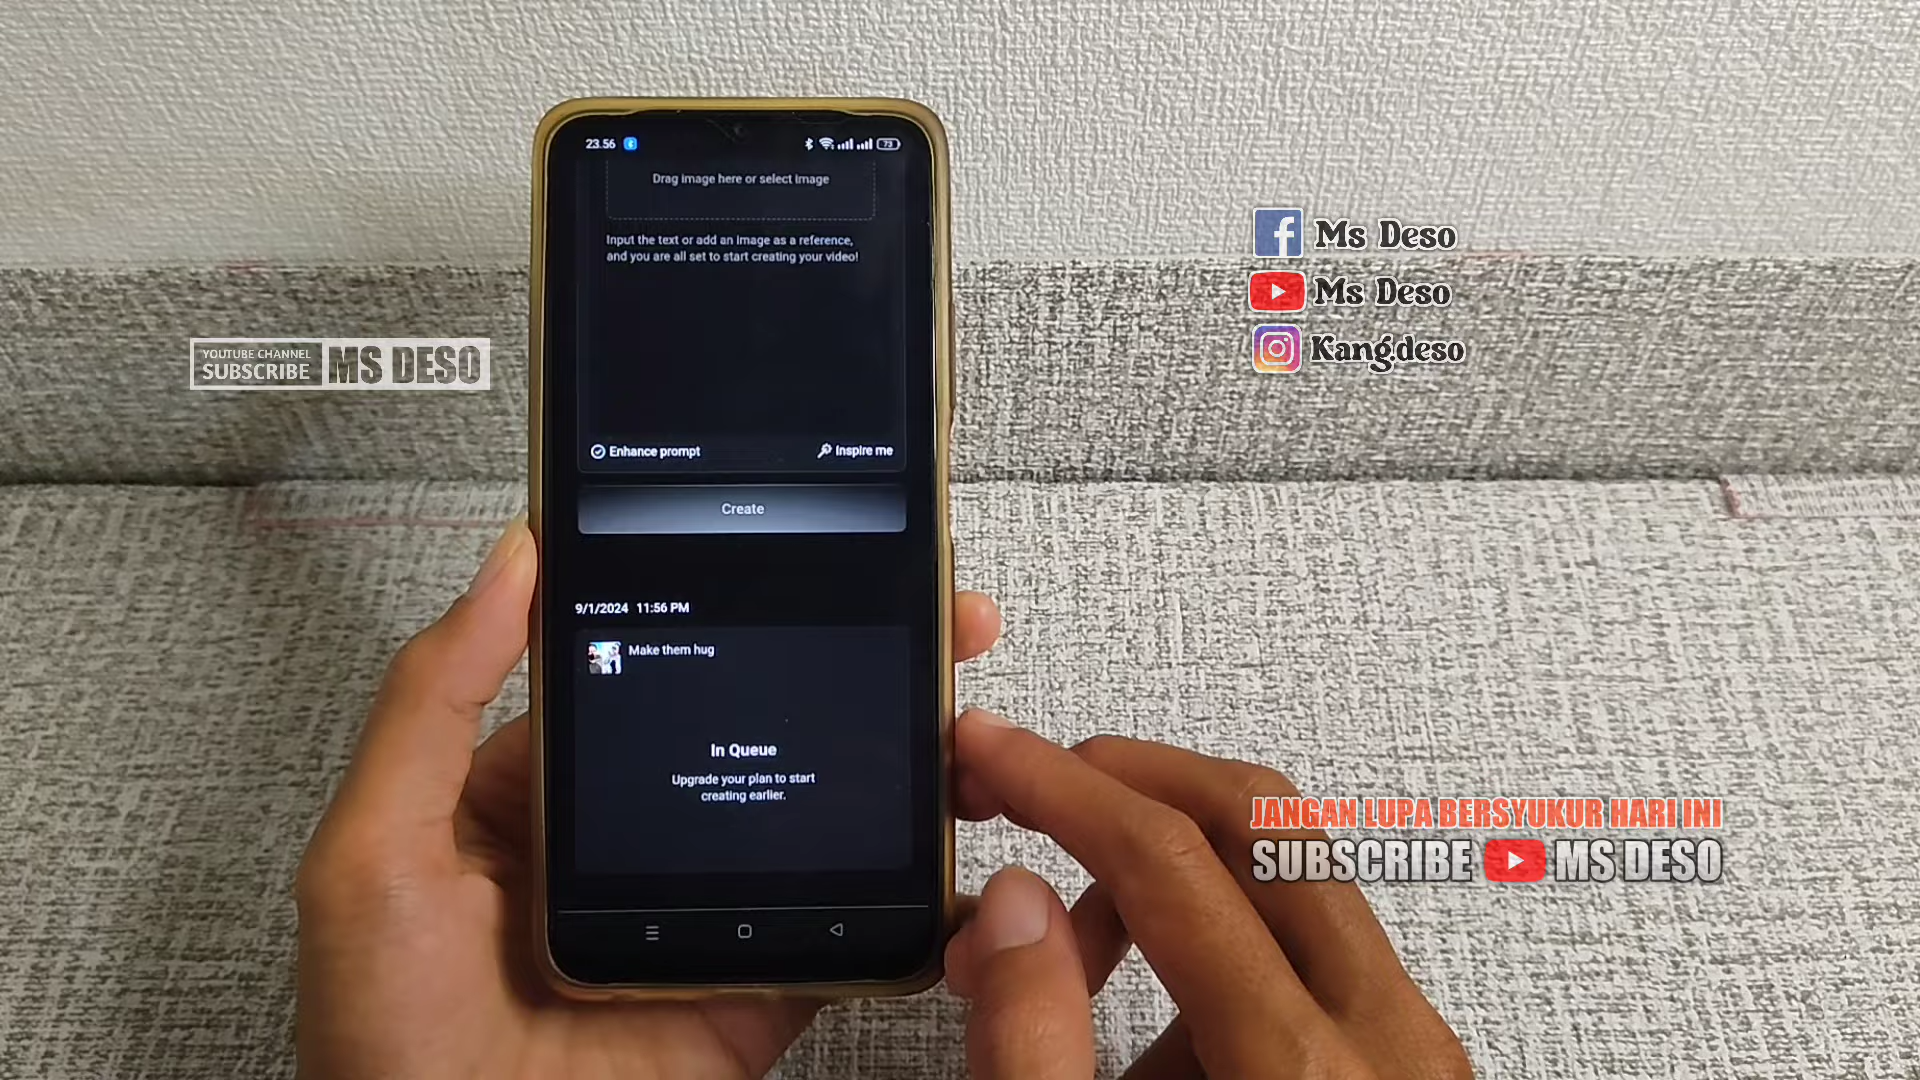 23.56
73
Drag image here or select image
Input the text or add an image as a reference,
and you are all set to start creating your video!
Enhance prompt
Inspire me
Create
9/1/2024 11:56 PM
Make them hug
In Queue
Upgrade your plan to start
creating earlier.
YOUTUBE CHANNEL
SUBSCRIBE
MS DESO
Ms Deso
Ms Deso
Kang.deso
JANGAN LUPA BERSYUKUR HARI INI
SUBSCRIBE MS DESO